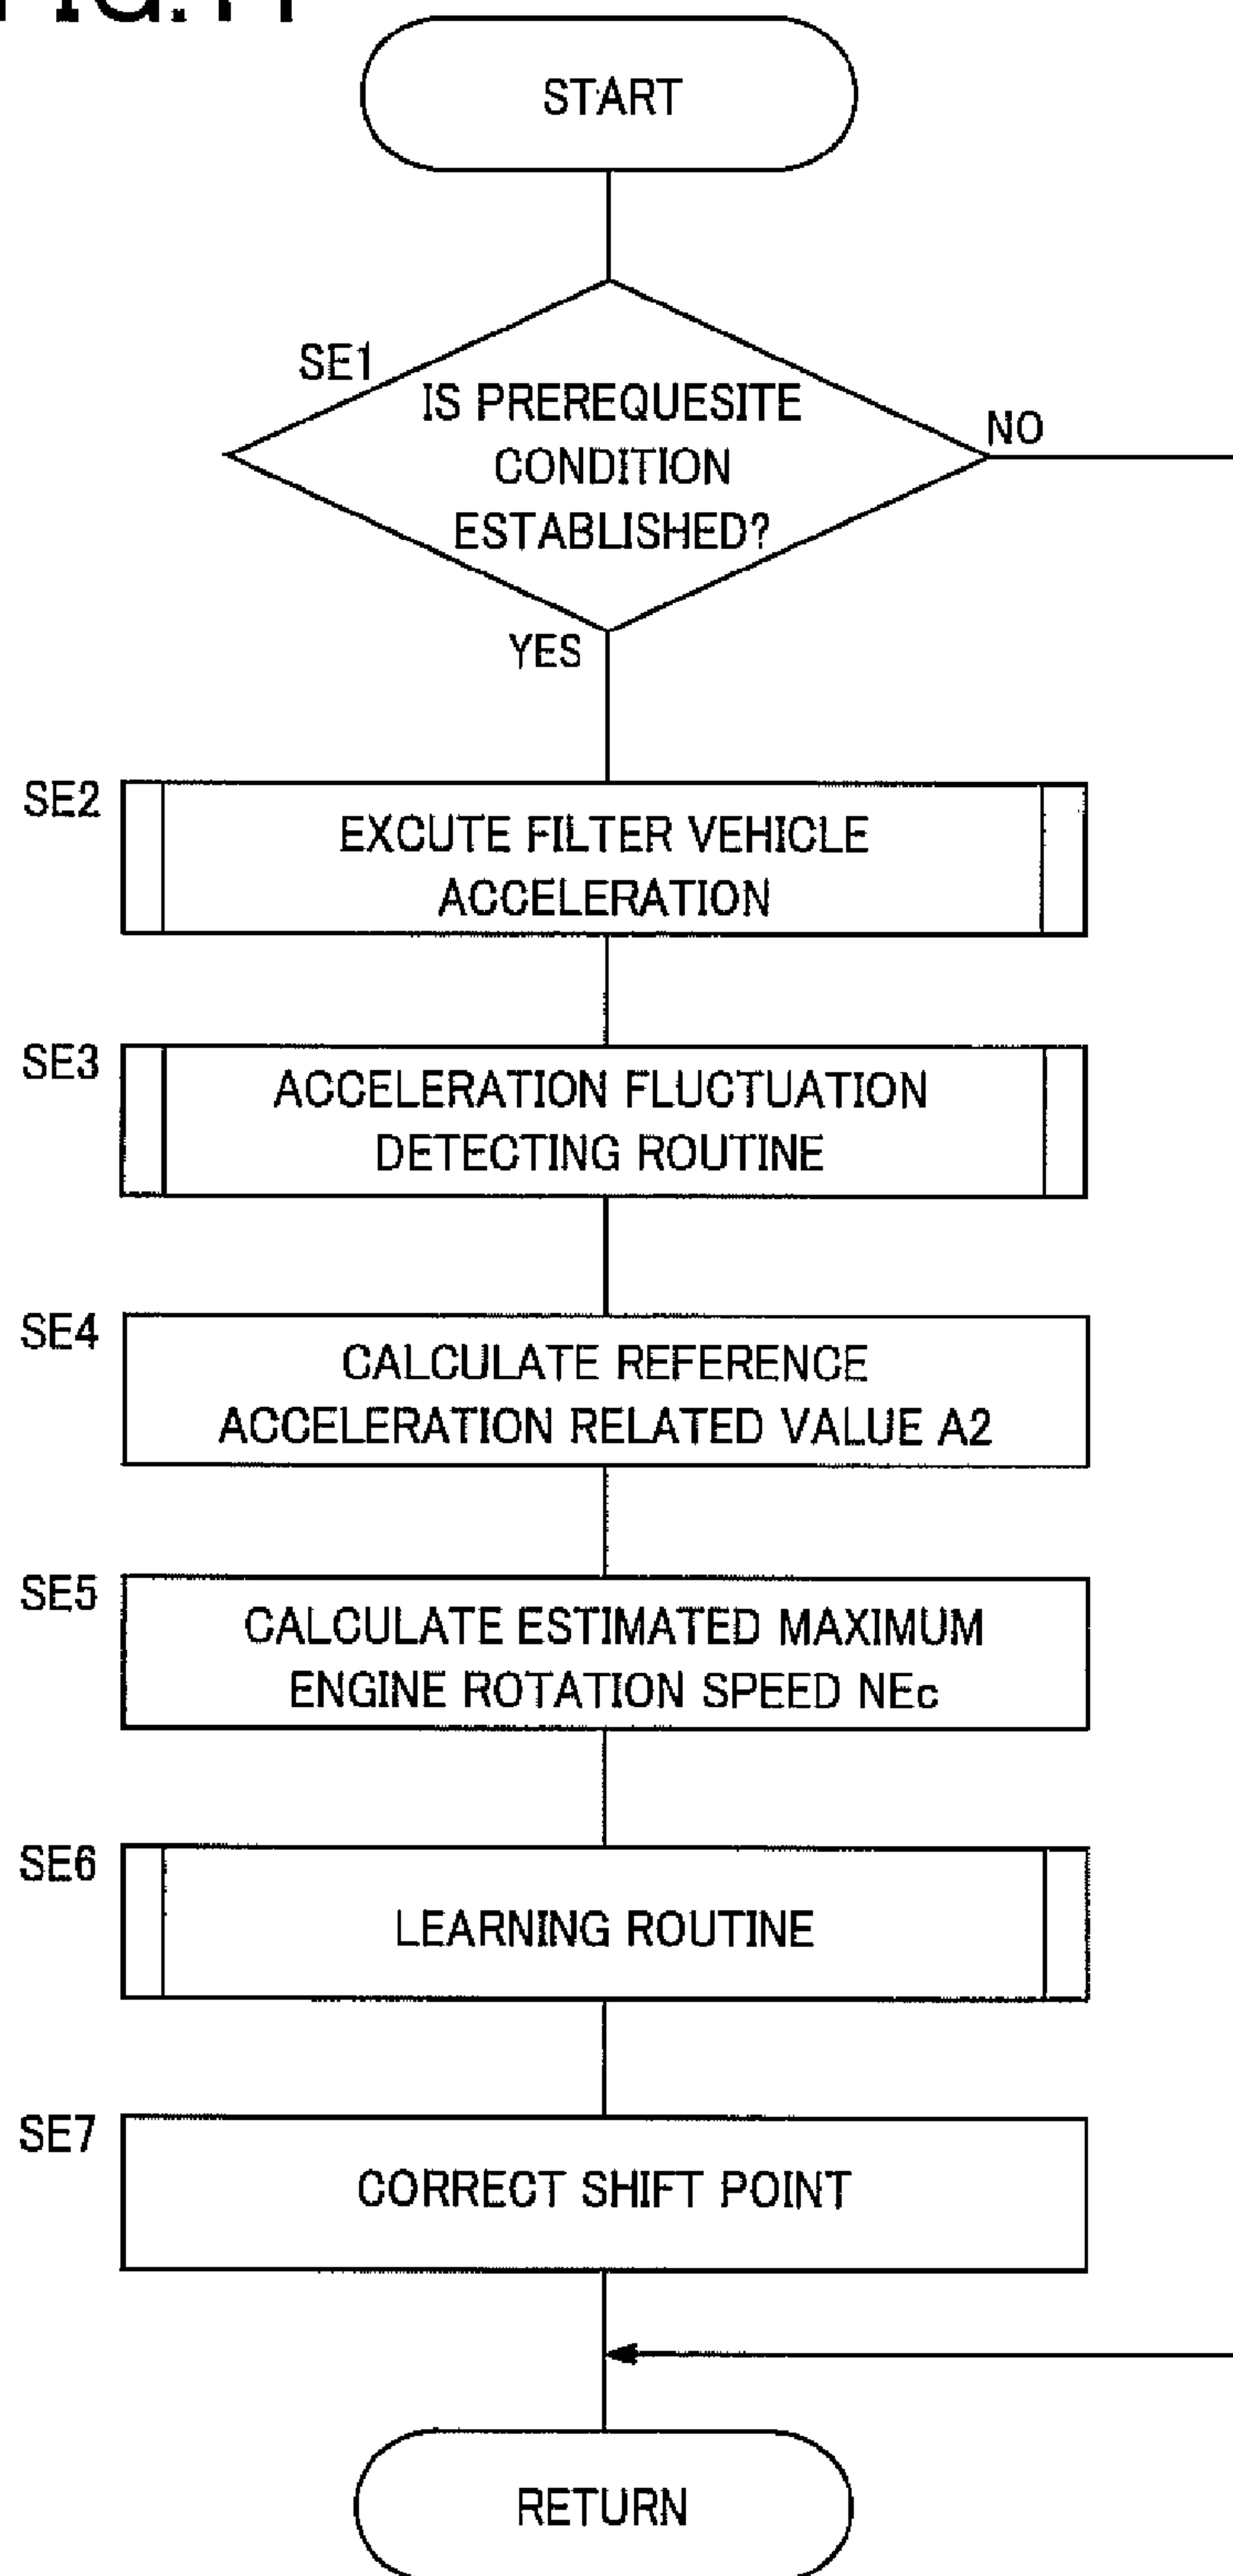 START
SE1
IS PREREQUESITE
CONDITION
ESTABLISHED?
NO
YES
SE2
EXCUTE FILTER VEHICLE
ACCELERATION
SE3
ACCELERATION FLUCTUATION
DETECTING ROUTINE
SE4
CALCULATE REFERENCE
ACCELERATION RELATED VALUE A2
SE5
CALCULATE ESTIMATED MAXIMUM
ENGINE ROTATION SPEED NEc
SE6
LEARNING ROUTINE
SE7
CORRECT SHIFT POINT
RETURN